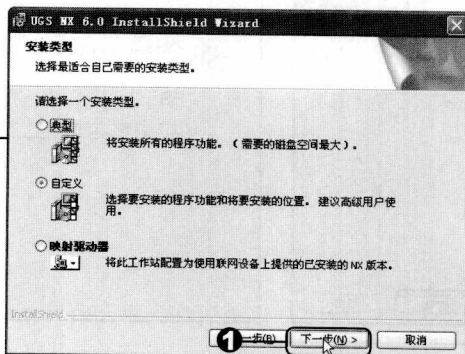 UGS NX 6.0 InstallShield Wizard
安装类型
选择最适合自己需要的安装类型。
请选择一个安装类型。
典型
将安装所有的程序功能。(需要的磁盘空间最大)。
自定义
选择要安装的程序功能和将要安装的位置。建议高级用户使
用。
映射驱动器
将此工作站配置为使用联网设备上提供的已安装的 NX 版本。
InstallShield
1 一步(B) 下一步(N) > 取消